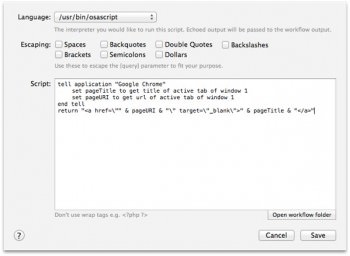 Language: /usr/bin/osascript
The interpreter you would like to run this script. Echoed output will be passed to the workflow output.
Escaping: Spaces Backquotes Double Quotes Backslashes
Brackets Semicolons Dollars
Use these to escape the {query} parameter to fit your purpose.
Script: tell application "Google Chrome"
set pageTitle to get title of active tab of window 1
set pageURI to get url of active tab of window 1
end tell
return "<a href=\"" & pageURI & "\" target=\"_blank\">" & pageTitle & "</a>"
Don't use wrap tags e.g. <?php ?>
Open workflow folder
? Cancel Save